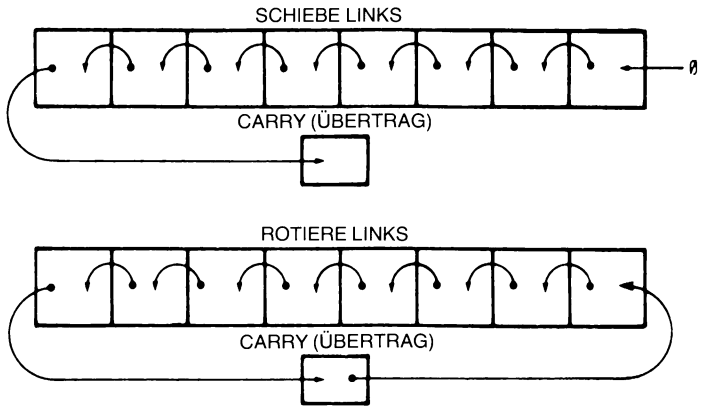 SCHIEBE LINKS
0
CARRY (ÜBERTRAG)
ROTIERE LINKS
CARRY (ÜBERTRAG)